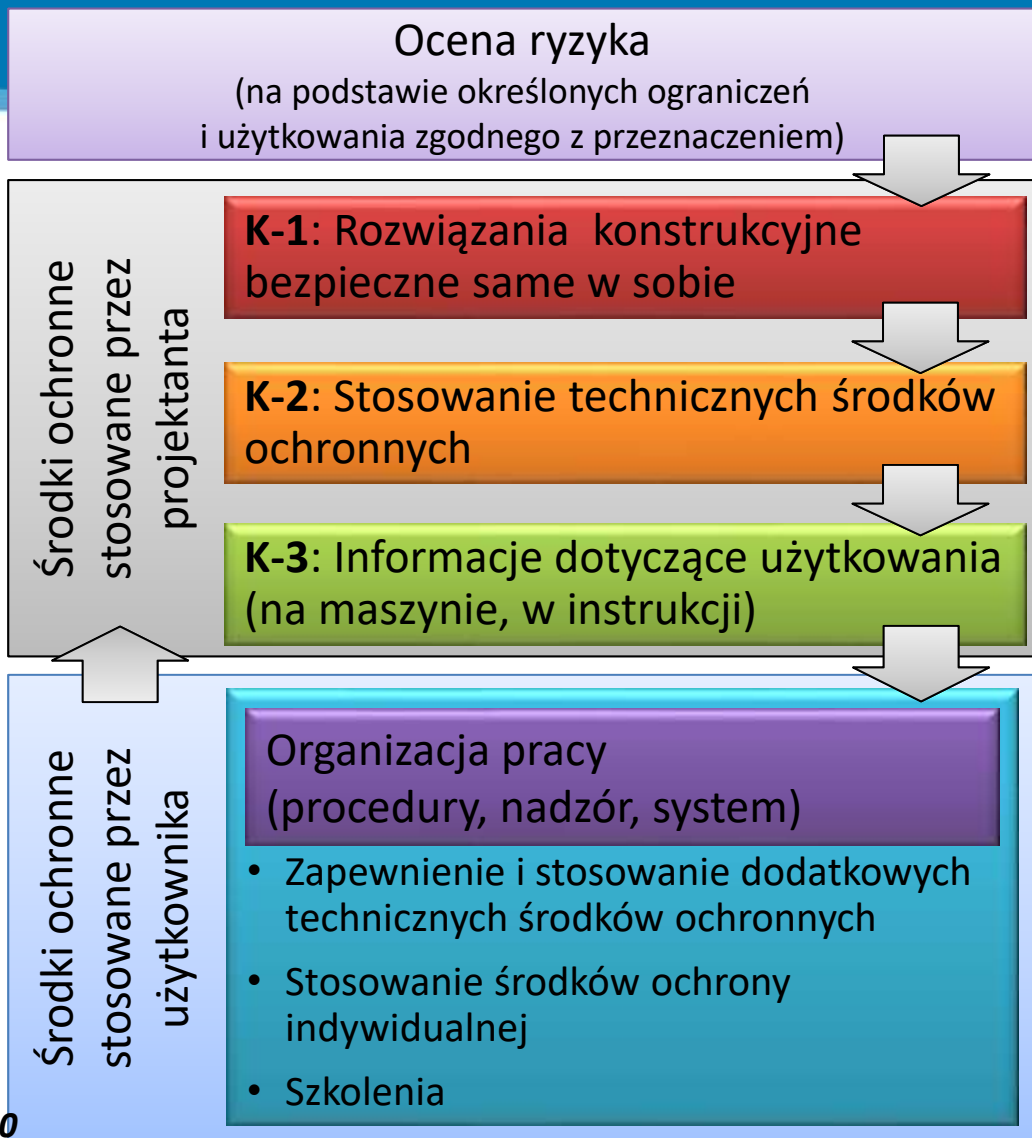 Ocena ryzyka
(na podstawie określonych ograniczeń
i użytkowania zgodnego z przeznaczeniem)
Środki ochronne
stosowane przez
projektanta
K-1: Rozwiązania konstrukcyjne
bezpieczne same w sobie
K-2: Stosowanie technicznych środków
ochronnych
K-3: Informacje dotyczące użytkowania
(na maszynie, w instrukcji)
Środki ochronne
stosowane przez
użytkownika
Organizacja pracy
(procedury, nadzór, system)
• Zapewnienie i stosowanie dodatkowych
technicznych środków ochronnych
• Stosowanie środków ochrony
indywidualnej
• Szkolenia
0